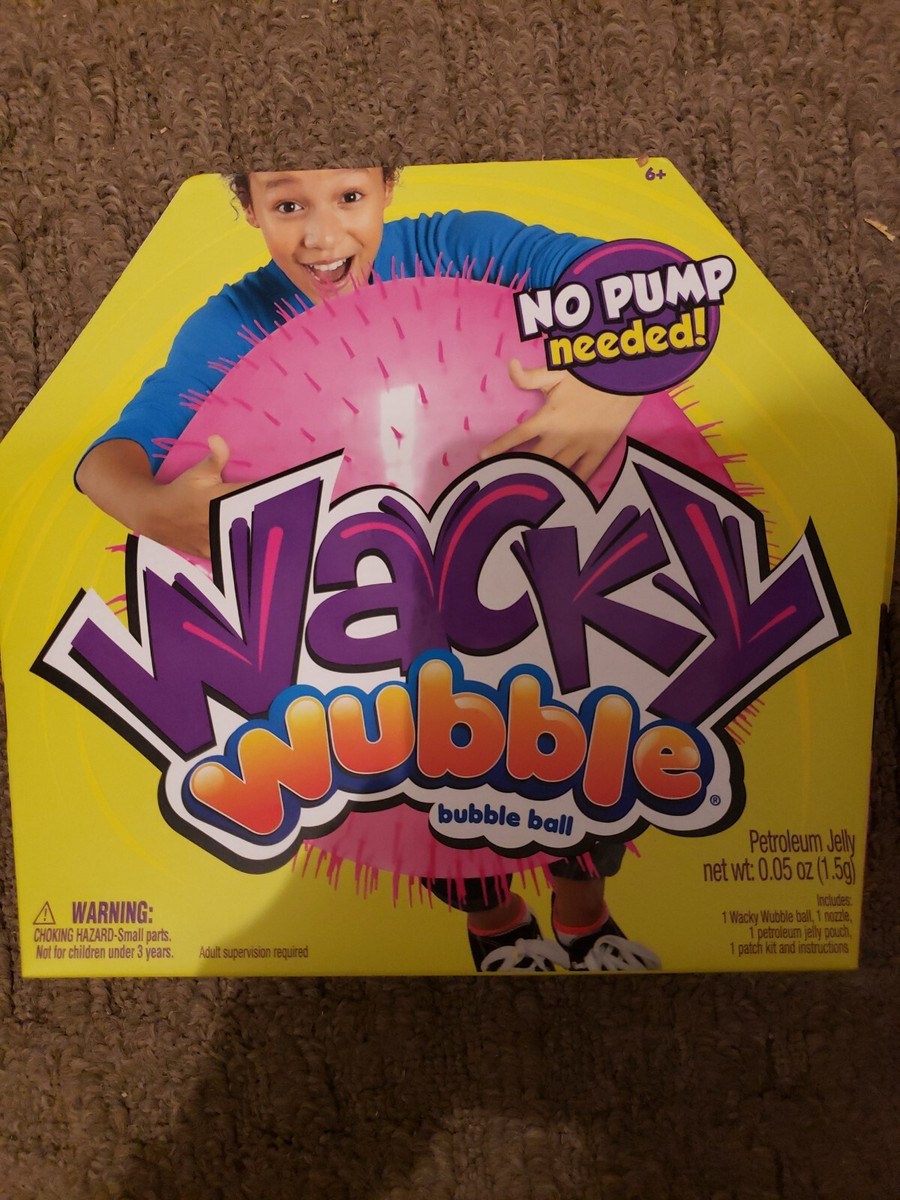 6+
NO PUMP
needed!
Wacky
Wubble®
bubble ball
Petroleum Jelly
net wt: 0.05 oz (1.5g)
Includes:
1 Wacky Wubble ball, 1 nozzle,
1 petroleum jelly pouch,
1 patch kit and instructions
WARNING:
CHOKING HAZARD-Small parts.
Not for children under 3 years.
Adult supervision required